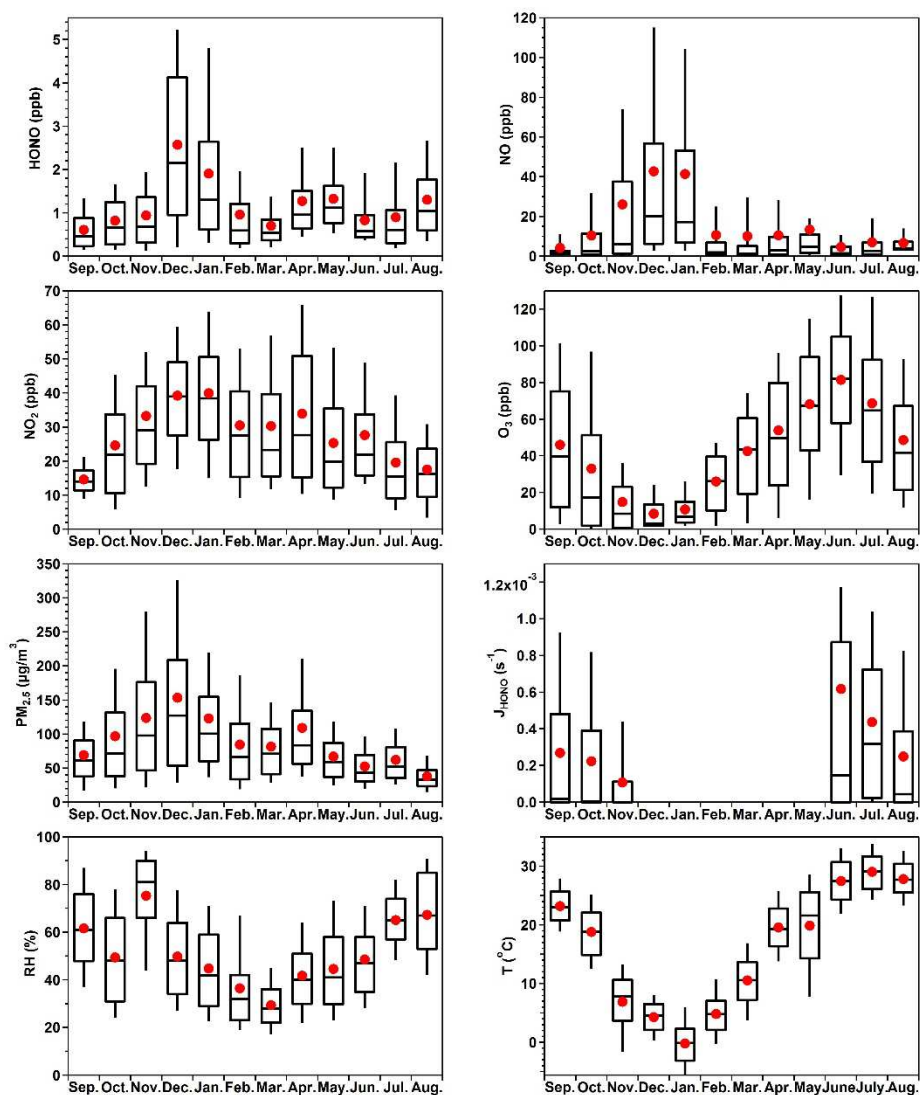 HONO (ppb)
5
4
3
2
1
0
Sep. Oct. Nov. Dec. Jan. Feb. Mar. Apr. May. Jun. Jul. Aug.
NO (ppb)
120
100
80
60
40
20
0
Sep. Oct. Nov. Dec. Jan. Feb. Mar. Apr. May. Jun. Jul. Aug.
NO₂ (ppb)
70
60
50
40
30
20
10
0
Sep. Oct. Nov. Dec. Jan. Feb. Mar. Apr. May. Jun. Jul. Aug.
O₃ (ppb)
120
80
40
0
Sep. Oct. Nov. Dec. Jan. Feb. Mar. Apr. May. Jun. Jul. Aug.
PM₂.₅ (µg/m³)
350
300
250
200
150
100
50
0
Sep. Oct. Nov. Dec. Jan. Feb. Mar. Apr. May. Jun. Jul. Aug.
J_HONO (s⁻¹)
1.2x10⁻³
0.8
0.6
0.4
0.2
0.0
Sep. Oct. Nov. Dec. Jan. Feb. Mar. Apr. May. Jun. Jul. Aug.
RH (%)
100
80
60
40
20
0
Sep. Oct. Nov. Dec. Jan. Feb. Mar. Apr. May. Jun. Jul. Aug.
T (°C)
30
20
10
0
Sep. Oct. Nov. Dec. Jan. Feb. Mar. Apr. May. June July Aug.